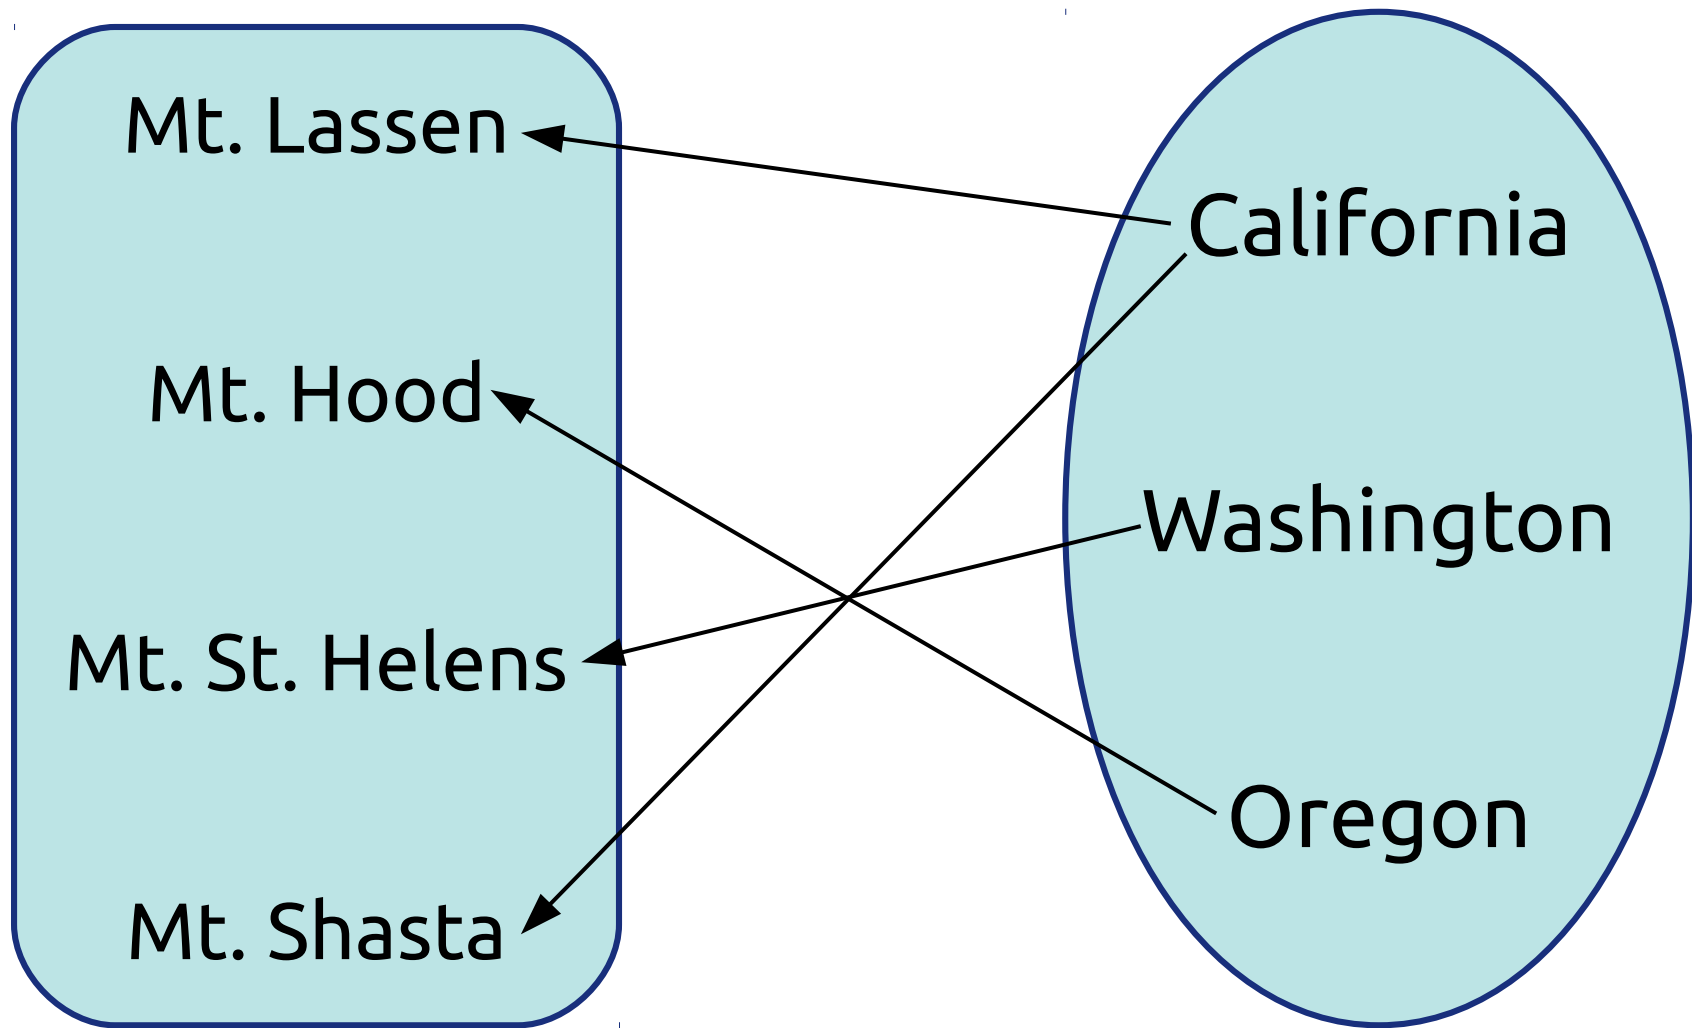 Mt. Lassen
Mt. Hood
Mt. St. Helens
Mt. Shasta
California
Washington
Oregon